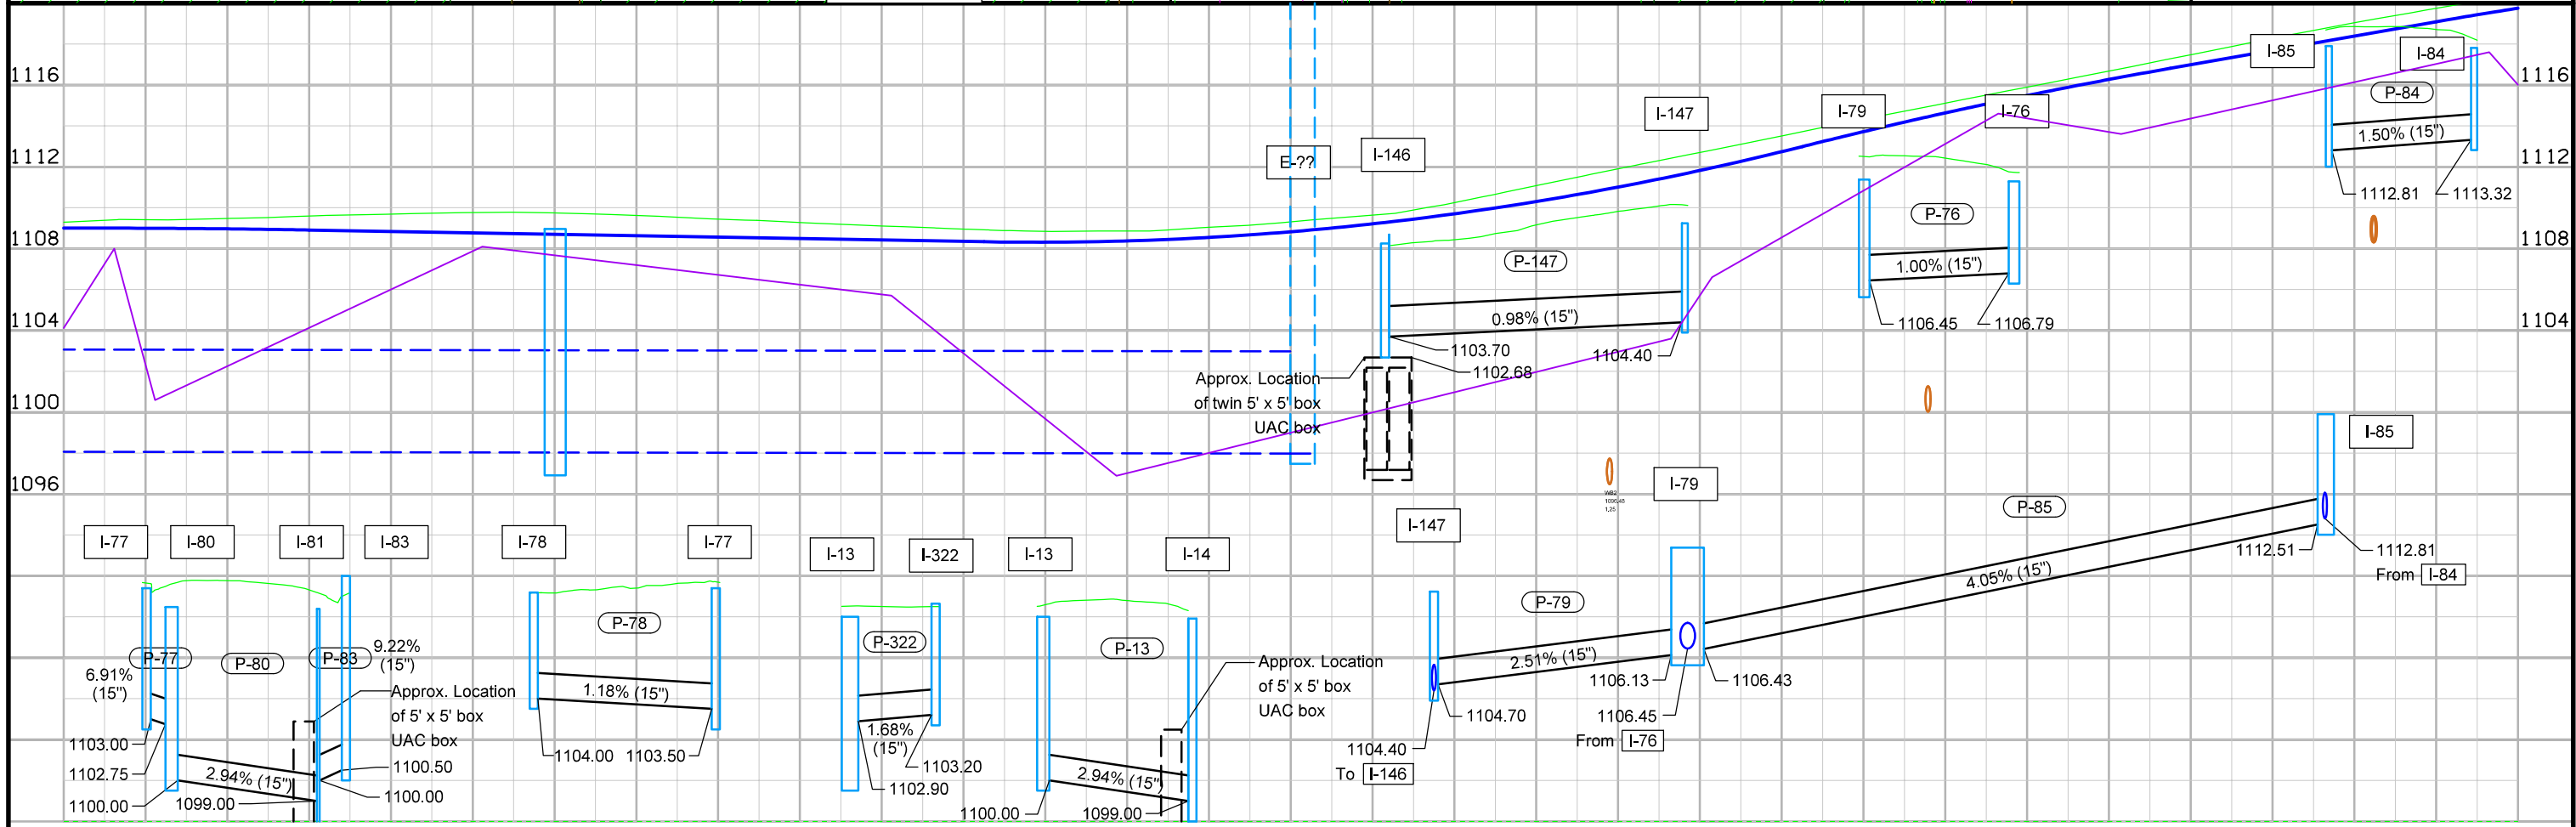 1116
1112
1108
1104
1100
1096
1116
1112
1108
1104
I-85
I-84
P-84
1.50% (15")
1112.81
1113.32
I-147
I-79
I-76
E-??
I-146
P-76
1.00% (15")
1106.45
1106.79
P-147
0.98% (15")
1103.70
1104.40
1102.68
Approx. Location
of twin 5' x 5' box
UAC box
WB2
1096.48
1.25
I-77
I-80
I-81
I-83
I-78
I-77
I-13
I-322
I-13
I-14
I-147
I-79
P-85
I-85
1112.51
1112.81
From I-84
4.05% (15")
P-77
6.91%
(15")
P-80
P-83
9.22%
(15")
Approx. Location
of 5' x 5' box
UAC box
1103.00
1102.75
1100.00
2.94% (15")
1099.00
1100.50
1100.00
P-78
1.18% (15")
1104.00
1103.50
P-322
1.68%
(15")
1103.20
1102.90
P-13
2.94% (15")
1100.00
1099.00
Approx. Location
of 5' x 5' box
UAC box
P-79
2.51% (15")
1104.70
1104.40
To I-146
1106.13
1106.43
1106.45
From I-76